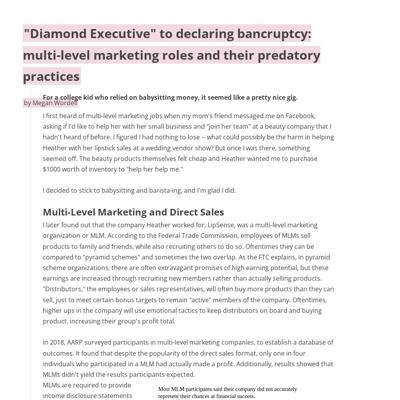 "Diamond Executive" to declaring bankruptcy:
multi-level marketing roles and their predatory
practices
For a college kid who relied on babysitting money, it seemed like a pretty nice gig.
by Megan Wordell
I first heard of multi-level marketing jobs when my mom's friend messaged me on Facebook,
asking if I'd like to help her with her small business and "join her team" at a beauty company that I
hadn't heard of before. I figured I had nothing to lose – what could possibly be the harm in helping
Heather with her lipstick sales at a wedding vendor show? But once I was there, something
seemed off. The beauty products themselves felt cheap and Heather wanted me to purchase
$1000 worth of inventory to "help her help me."
I decided to stick to babysitting and barista-ing, and I'm glad I did.
Multi-Level Marketing and Direct Sales
I later found out that the company Heather worked for, LipSense, was a multi-level marketing
organization or MLM. According to the Federal Trade Commission, employees of MLMs sell
products to family and friends, while also recruiting others to do so. Oftentimes they can be
compared to "pyramid schemes" and sometimes the two overlap. As the FTC explains, in pyramid
scheme organizations, there are often extravagant promises of high earning potential, but these
earnings are increased through recruiting new members rather than actually selling products.
"Distributors," the employees or sales representatives, will often buy more products than they can
sell, just to meet certain bonus targets to remain "active" members of the company. Oftentimes,
higher ups in the company will use emotional tactics to keep distributors on board and buying
product, increasing their group's profit total.
In 2018, AARP surveyed participants in multi-level marketing companies, to establish a database of
outcomes. It found that despite the popularity of the direct sales format, only one in four
individuals who participated in a MLM had actually made a profit. Additionally, results showed that
MLMs didn't yield the results participants expected.
MLMs are required to provide
income disclosure statements
Most MLM participants said their company did not accurately
represent their chances at financial success.